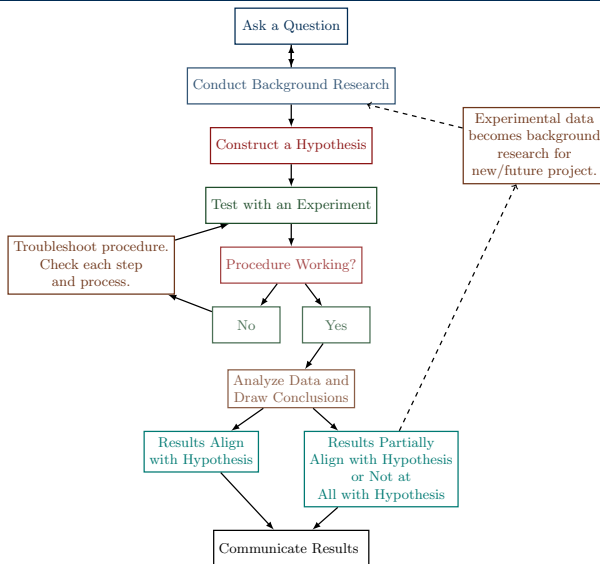 Ask a Question
Conduct Background Research
Experimental data
becomes background
research for
new/future project.
Construct a Hypothesis
Test with an Experiment
Troubleshoot procedure.
Check each step
and process.
Procedure Working?
No
Yes
Analyze Data and
Draw Conclusions
Results Align
with Hypothesis
Results Partially
Align with Hypothesis
or Not at
All with Hypothesis
Communicate Results